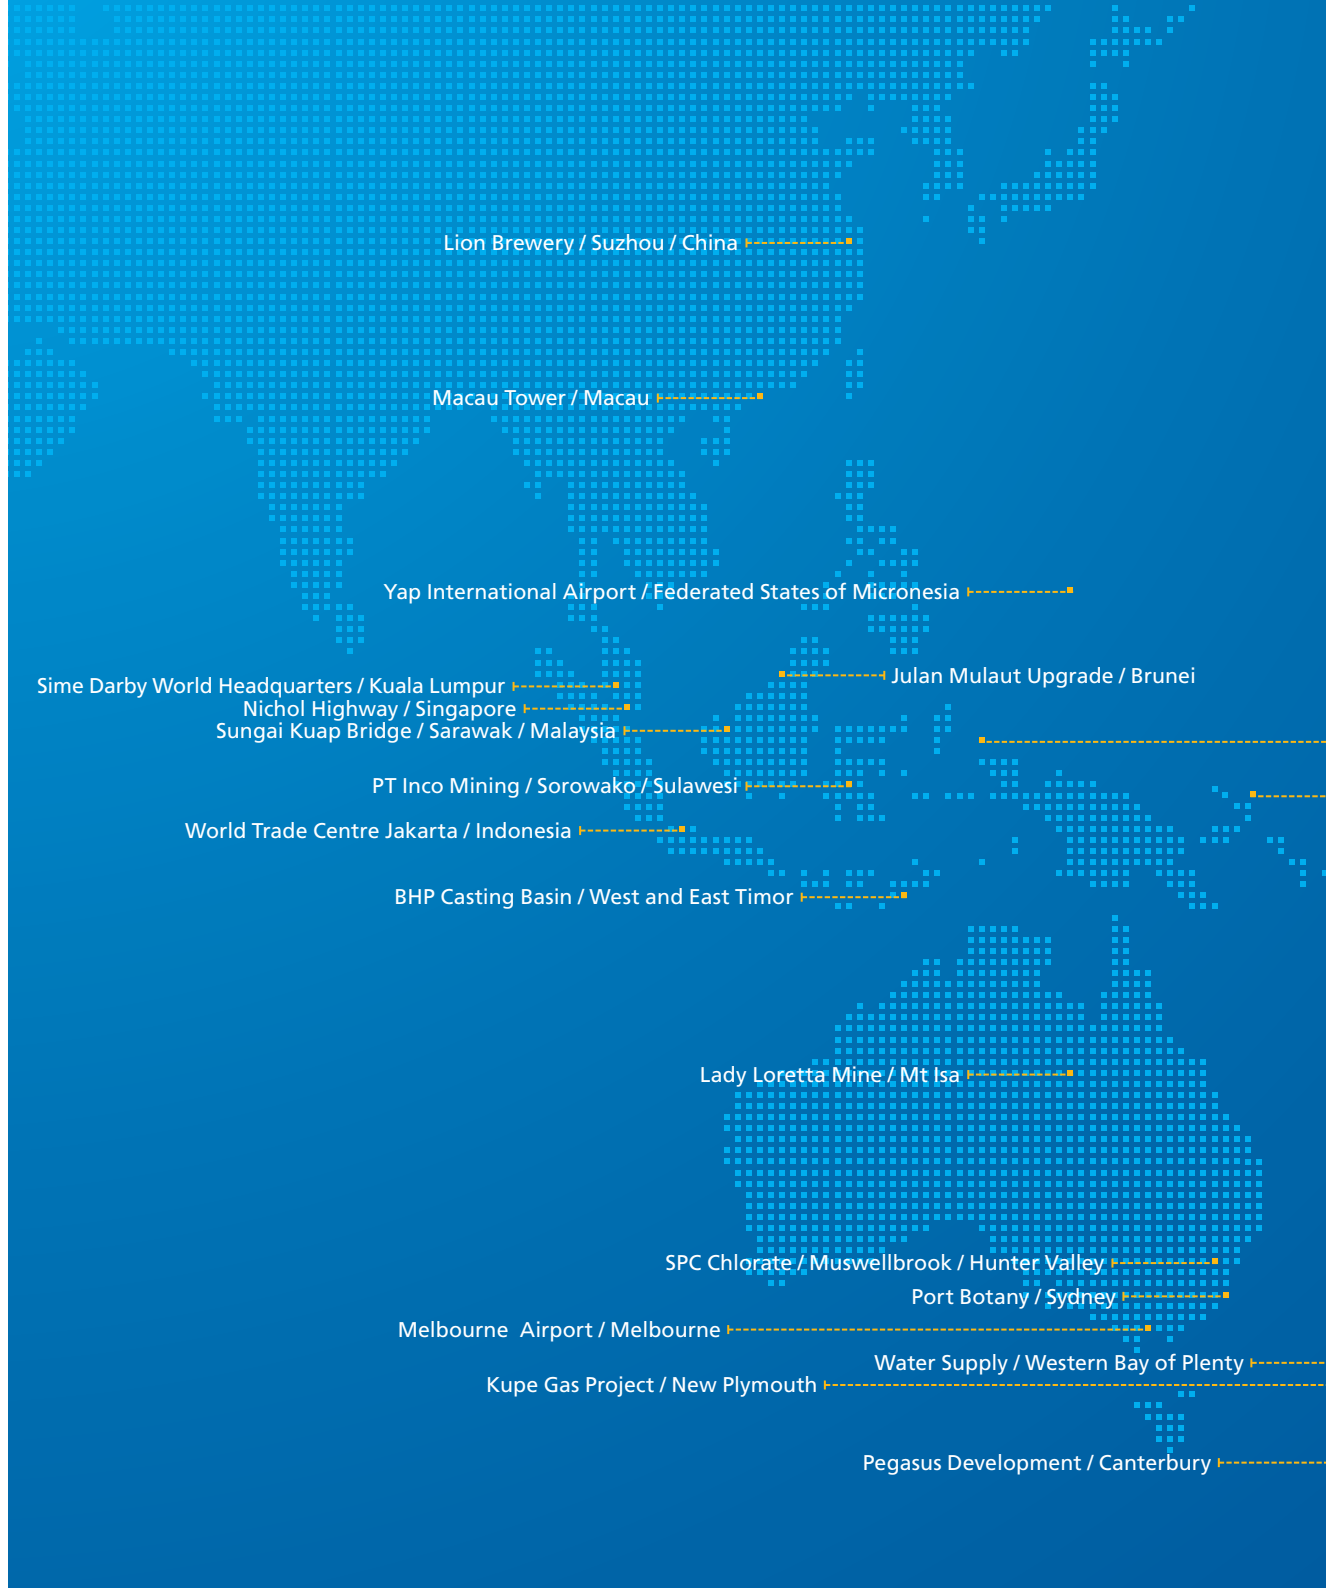 Lion Brewery / Suzhou / China
Macau Tower / Macau
Yap International Airport / Federated States of Micronesia
Julan Mulaut Upgrade / Brunei
Sime Darby World Headquarters / Kuala Lumpur
Nichol Highway / Singapore
Sungai Kuap Bridge / Sarawak / Malaysia
PT Inco Mining / Sorowako / Sulawesi
World Trade Centre Jakarta / Indonesia
BHP Casting Basin / West and East Timor
Lady Loretta Mine / Mt Isa
SPC Chlorate / Muswellbrook / Hunter Valley
Port Botany / Sydney
Melbourne Airport / Melbourne
Water Supply / Western Bay of Plenty
Kupe Gas Project / New Plymouth
Pegasus Development / Canterbury